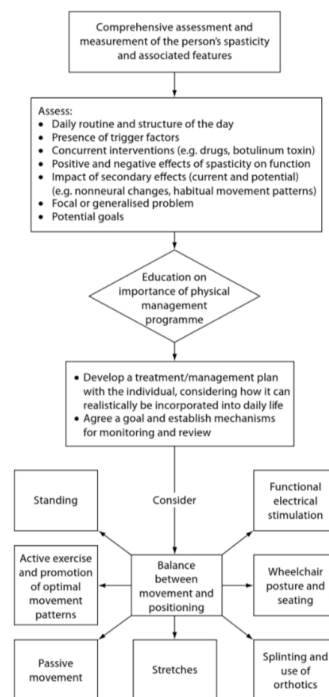 Comprehensive assessment and
measurement of the person's spasticity
and associated features
Assess:
• Daily routine and structure of the day
• Presence of trigger factors
• Concurrent interventions (e.g. drugs, botulinum toxin)
• Positive and negative effects of spasticity on function
• Impact of secondary effects (current and potential)
(e.g. nonneural changes, habitual movement patterns)
• Focal or generalised problem
• Potential goals
Education on
importance of physical
management
programme
• Develop a treatment/management plan
with the individual, considering how it can
realistically be incorporated into daily life
• Agree a goal and establish mechanisms
for monitoring and review
Standing
Consider
Functional
electrical
stimulation
Active exercise
and promotion
of optimal
movement
patterns
Balance
between
movement and
positioning
Wheelchair
posture and
seating
Passive
movement
Stretches
Splinting and
use of
orthotics